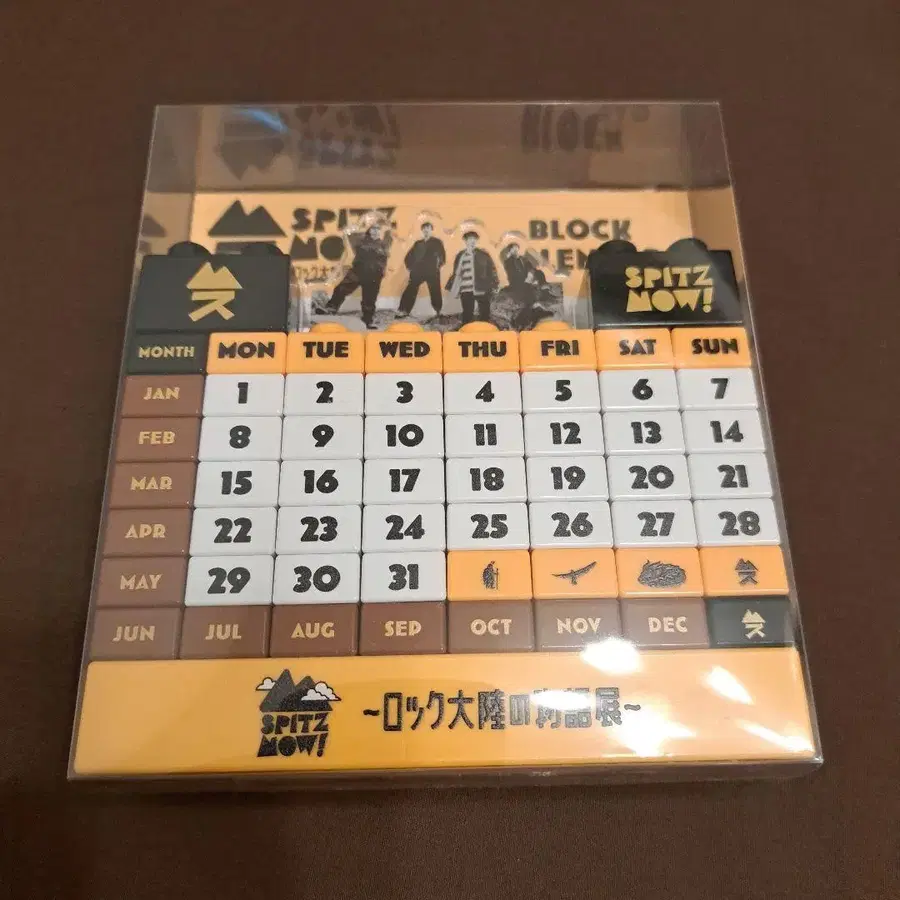 SPITZ
NOW!
BLOCK
ス
SPITZ
NOW!
MONTH MON TUE WED THU FRI SAT SUN
JAN 1 2 3 4 5 6 7
FEB 8 9 10 11 12 13 14
MAR 15 16 17 18 19 20 21
APR 22 23 24 25 26 27 28
MAY 29 30 31
JUN JUL AUG SEP OCT NOV DEC
SPITZ
NOW!
~ロック大陸の物語展~